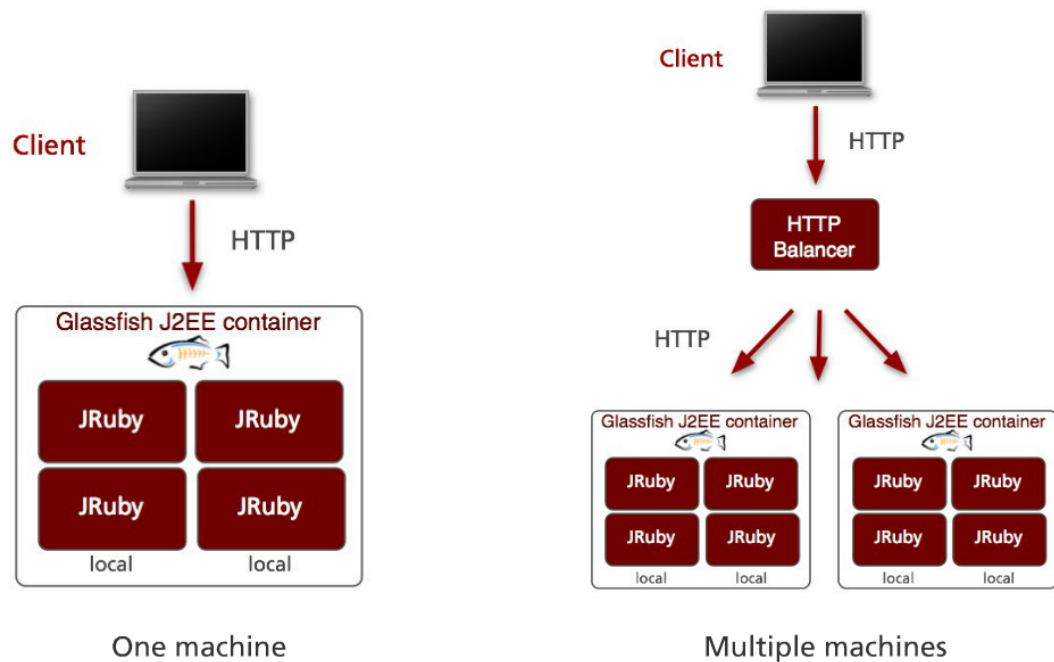 Client
HTTP
Glassfish J2EE container
JRuby JRuby
JRuby JRuby
local local
One machine
Client
HTTP
HTTP
Balancer
HTTP
Glassfish J2EE container
JRuby JRuby
JRuby JRuby
local local
Glassfish J2EE container
JRuby JRuby
JRuby JRuby
local local
Multiple machines